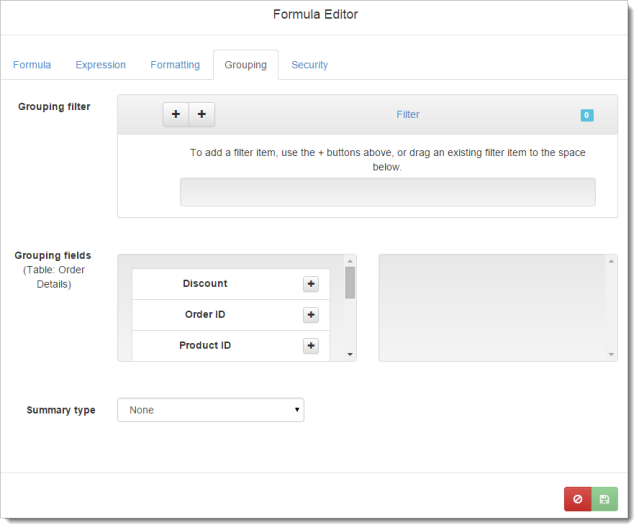 Formula Editor
Formula Expression Formatting Grouping Security
Grouping filter
+ + Filter 0
To add a filter item, use the + buttons above, or drag an existing filter item to the space
below.
Grouping fields
(Table: Order
Details)
Discount +
Order ID +
Product ID +
Summary type None